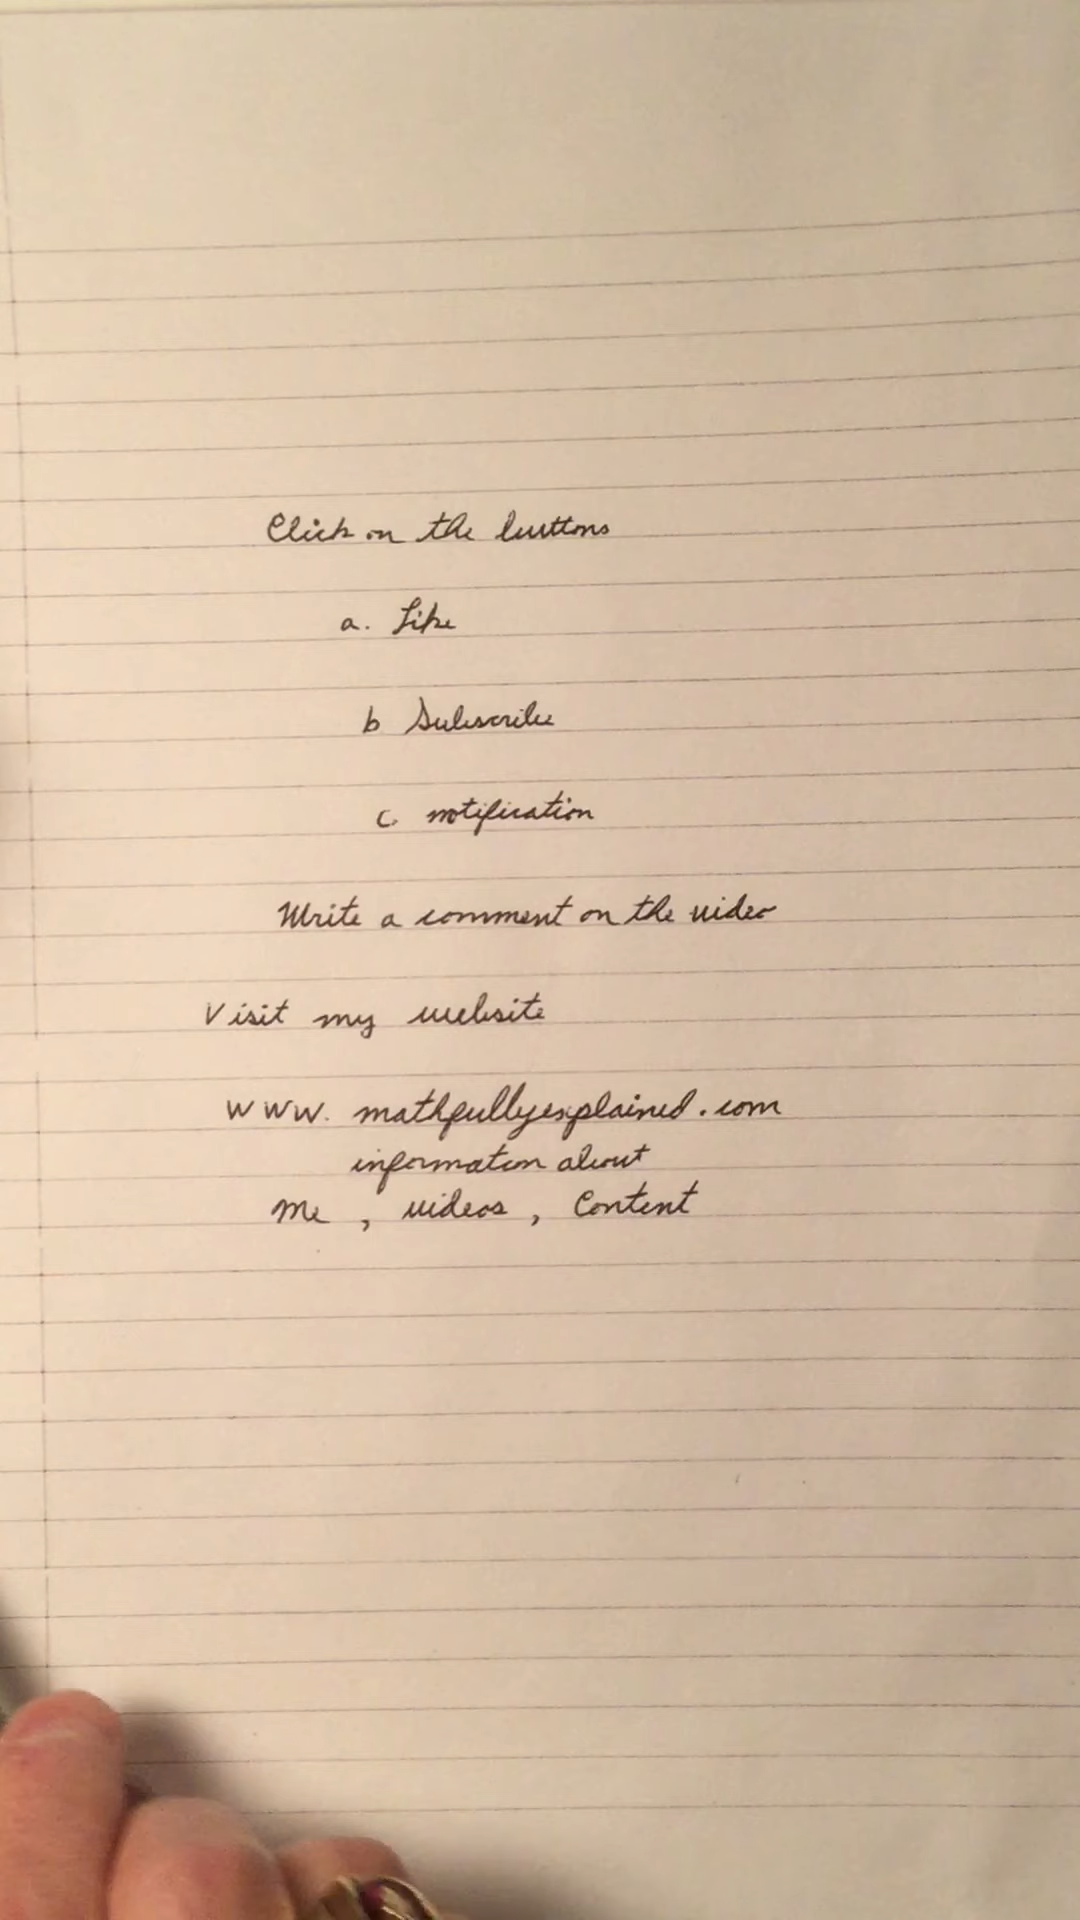 Click on the buttons
a. Like
b Subscribe
c. notification
Write a comment on the video
Visit my website
www. mathfullyexplained.com
information about
Me, videos, Content